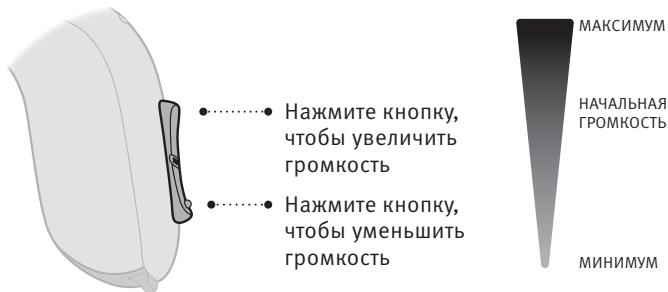 Нажмите кнопку,
чтобы увеличить
громкость
Нажмите кнопку,
чтобы уменьшить
громкость
МАКСИМУМ
НАЧАЛЬНАЯ
ГРОМКОСТЬ
МИНИМУМ